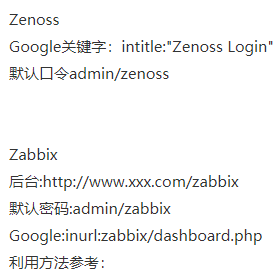 Zenoss
Google关键字：intitle:"Zenoss Login"
默认口令admin/zenoss
Zabbix
后台:http://www.xxx.com/zabbix
默认密码:admin/zabbix
Google:inurl:zabbix/dashboard.php
利用方法参考：